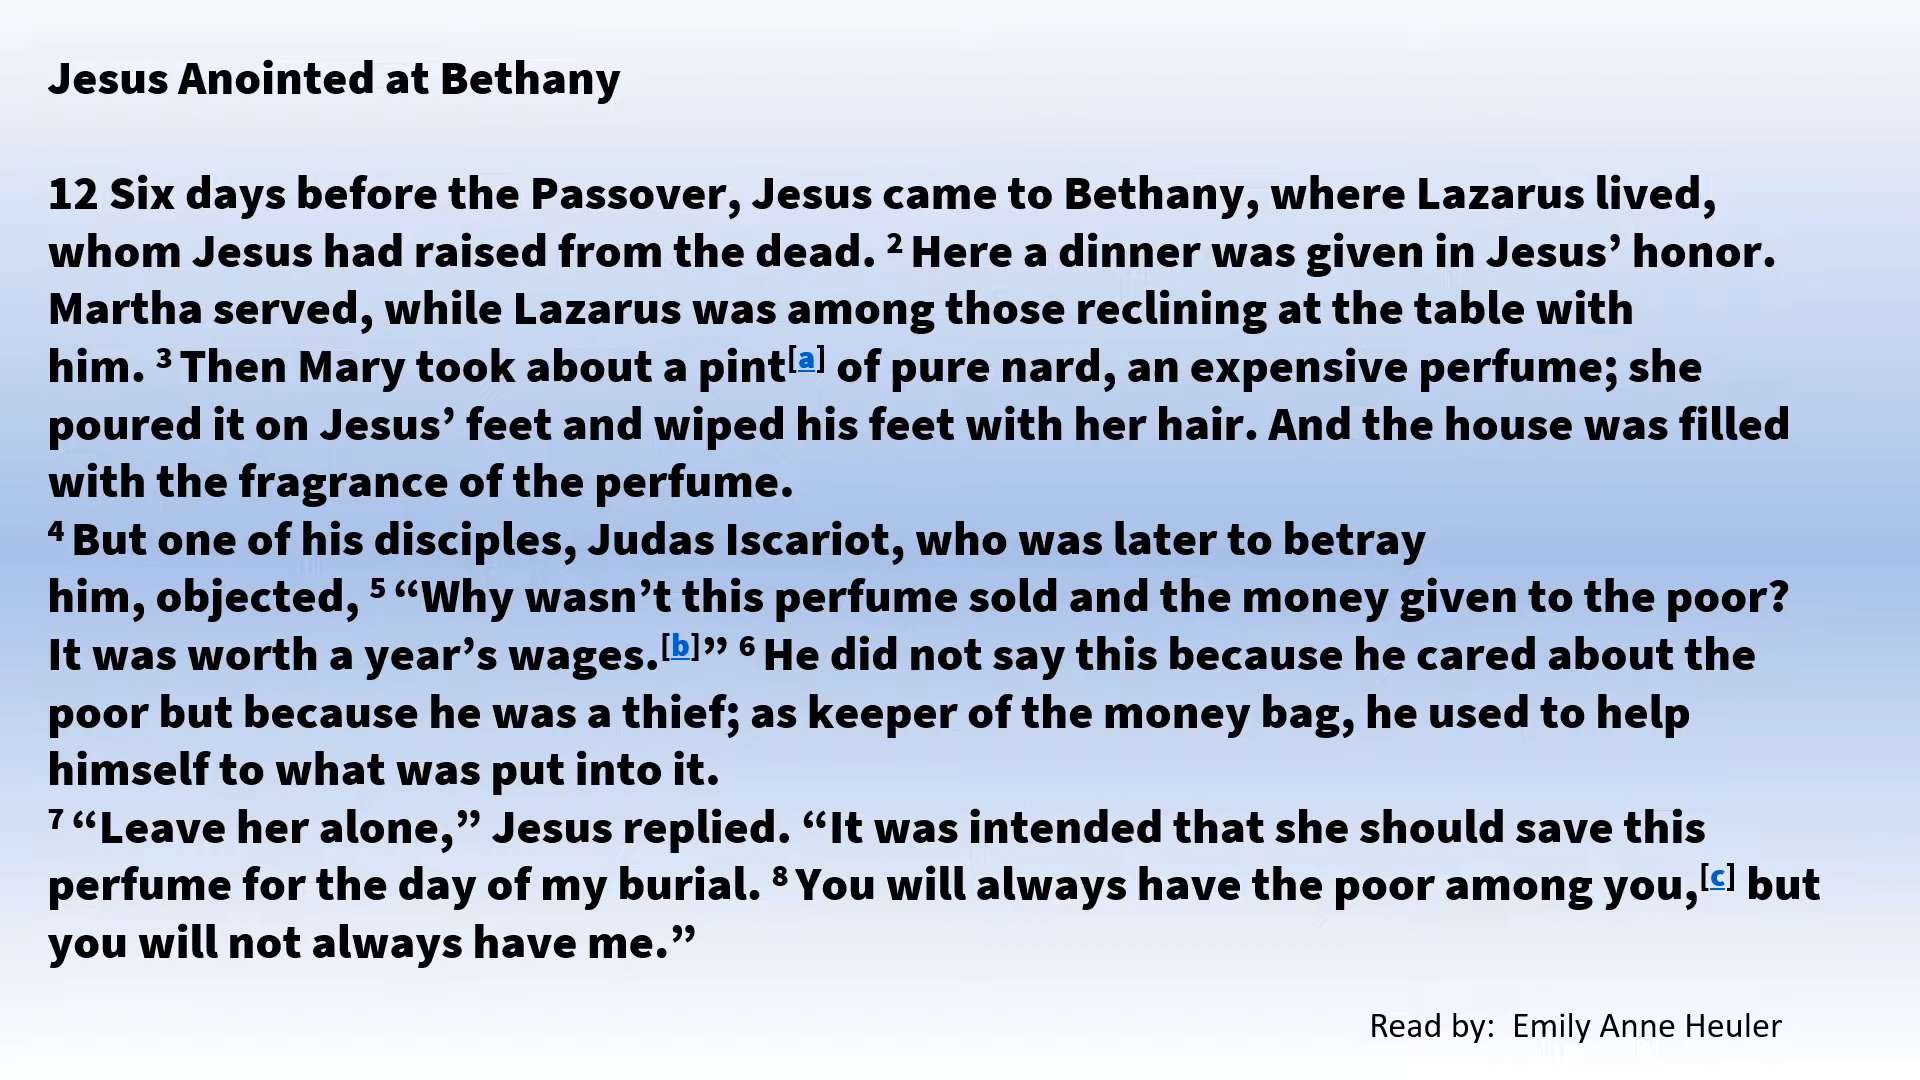 Jesus Anointed at Bethany
12 Six days before the Passover, Jesus came to Bethany, where Lazarus lived,
whom Jesus had raised from the dead. 2 Here a dinner was given in Jesus’ honor.
Martha served, while Lazarus was among those reclining at the table with
him. 3 Then Mary took about a pint[a] of pure nard, an expensive perfume; she
poured it on Jesus’ feet and wiped his feet with her hair. And the house was filled
with the fragrance of the perfume.
4 But one of his disciples, Judas Iscariot, who was later to betray
him, objected, 5 “Why wasn’t this perfume sold and the money given to the poor?
It was worth a year’s wages.[b]” 6 He did not say this because he cared about the
poor but because he was a thief; as keeper of the money bag, he used to help
himself to what was put into it.
7 “Leave her alone,” Jesus replied. “It was intended that she should save this
perfume for the day of my burial. 8 You will always have the poor among you,[c] but
you will not always have me.”
Read by: Emily Anne Heuler